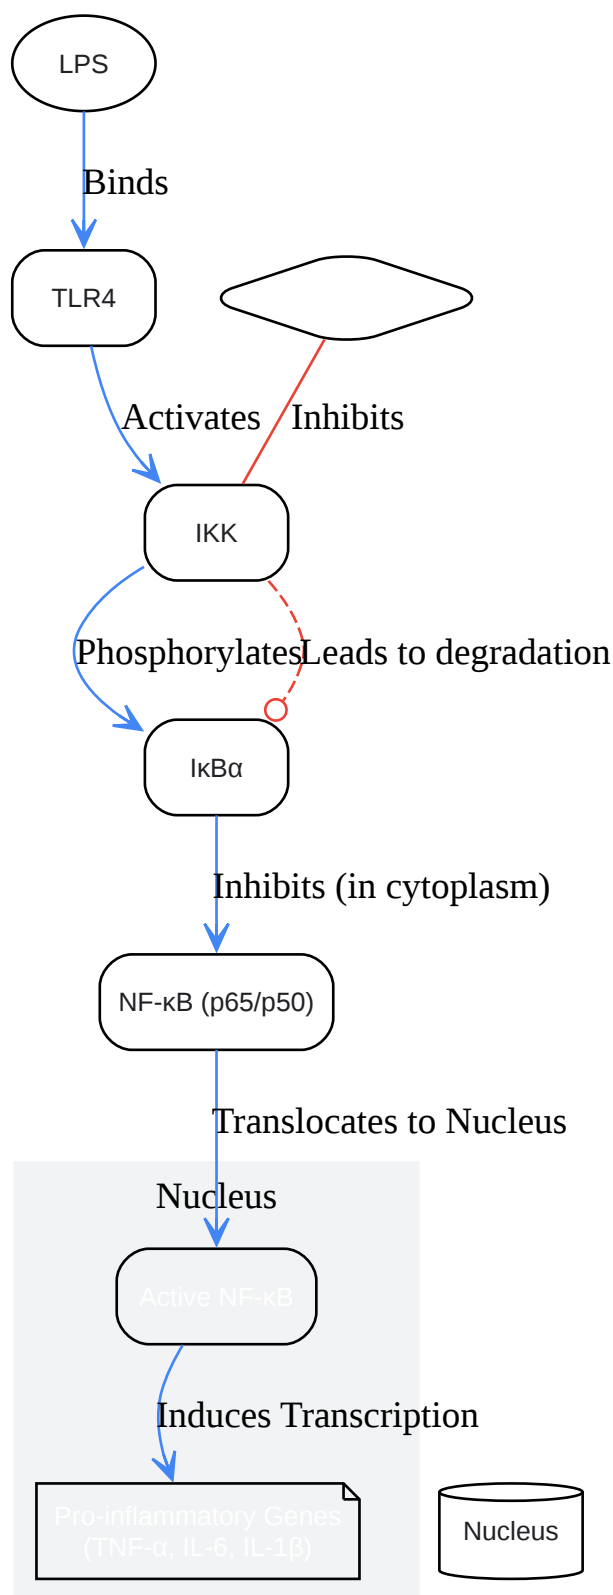 LPS
Binds
TLR4
Activates
Inhibits
IKK
Phosphorylates
Leads to degradation
IκBα
Inhibits (in cytoplasm)
NF-κB (p65/p50)
Translocates to Nucleus
Nucleus
Active NF-κB
Induces Transcription
Pro-inflammatory Genes
(TNF-α, IL-6, IL-1β)
Nucleus